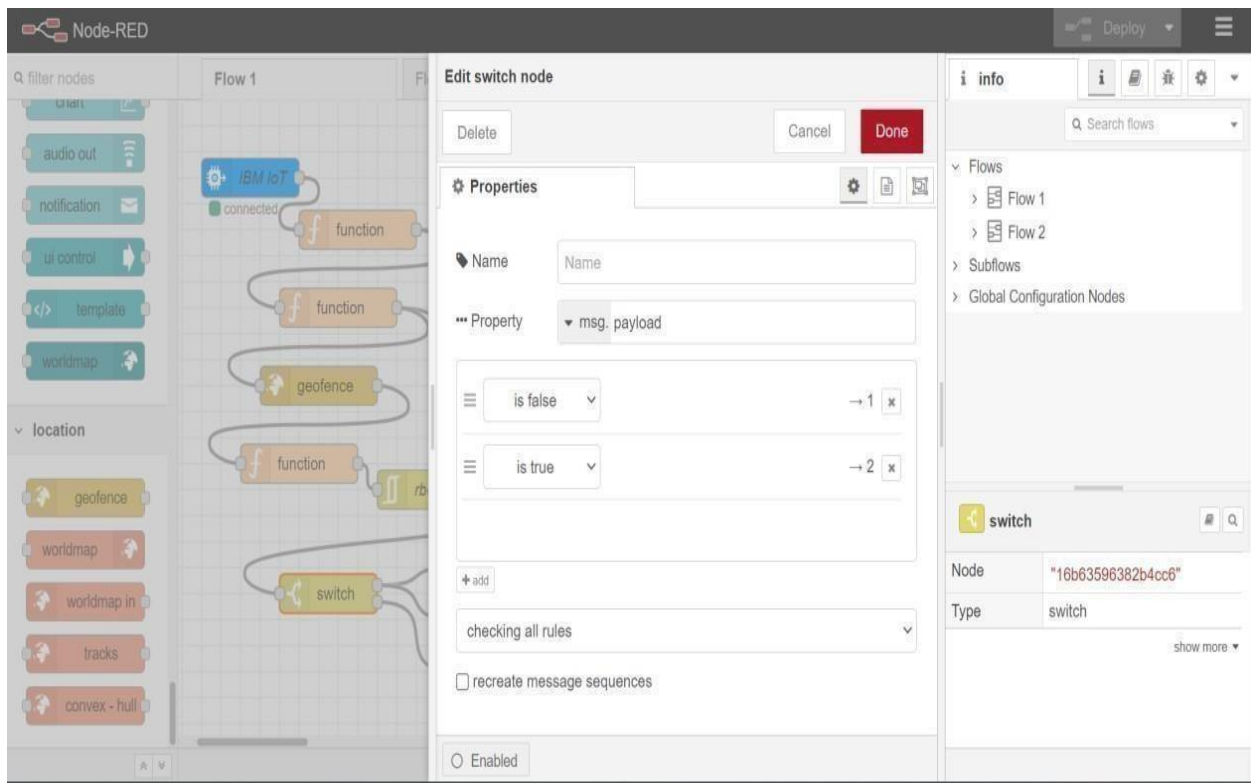 Node-RED
Deploy
filter nodes
chart
audio out
notification
ui control
</> template
worldmap
location
geofence
worldmap
worldmap in
tracks
convex - hull
Flow 1
Fl
IBM IoT
connected
f function
f function
geofence
f function
rb
switch
Edit switch node
Delete
Cancel
Done
Properties
Name
Name
Property
msg. payload
is false
→ 1 x
is true
→ 2 x
+ add
checking all rules
recreate message sequences
Enabled
i info
i
Search flows
Flows
Flow 1
Flow 2
Subflows
Global Configuration Nodes
switch
Node "16b63596382b4cc6"
Type switch
show more